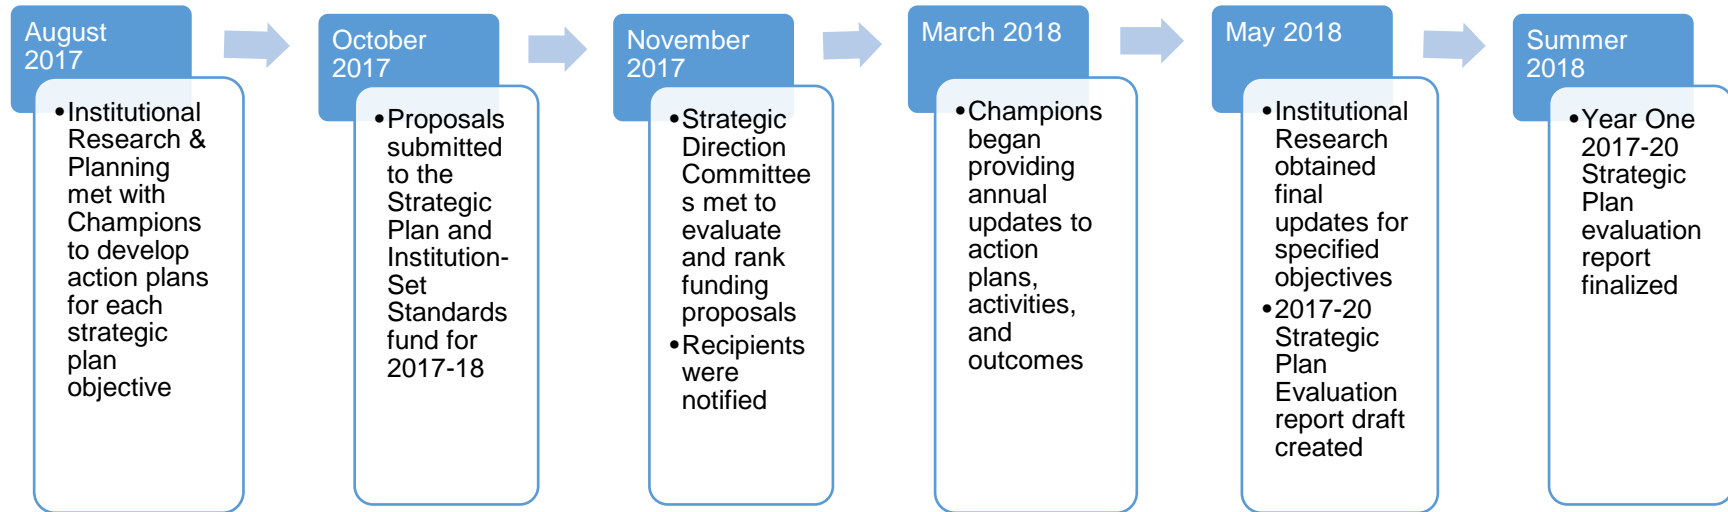 August
2017
•Institutional
Research &
Planning
met with
Champions
to develop
action plans
for each
strategic
plan
objective
October
2017
•Proposals
submitted
to the
Strategic
Plan and
Institution-
Set
Standards
fund for
2017-18
November
2017
•Strategic
Direction
Committee
s met to
evaluate
and rank
funding
proposals
•Recipients
were
notified
March 2018
•Champions
began
providing
annual
updates to
action
plans,
activities,
and
outcomes
May 2018
•Institutional
Research
obtained
final
updates for
specified
objectives
•2017-20
Strategic
Plan
Evaluation
report draft
created
Summer
2018
•Year One
2017-20
Strategic
Plan
evaluation
report
finalized